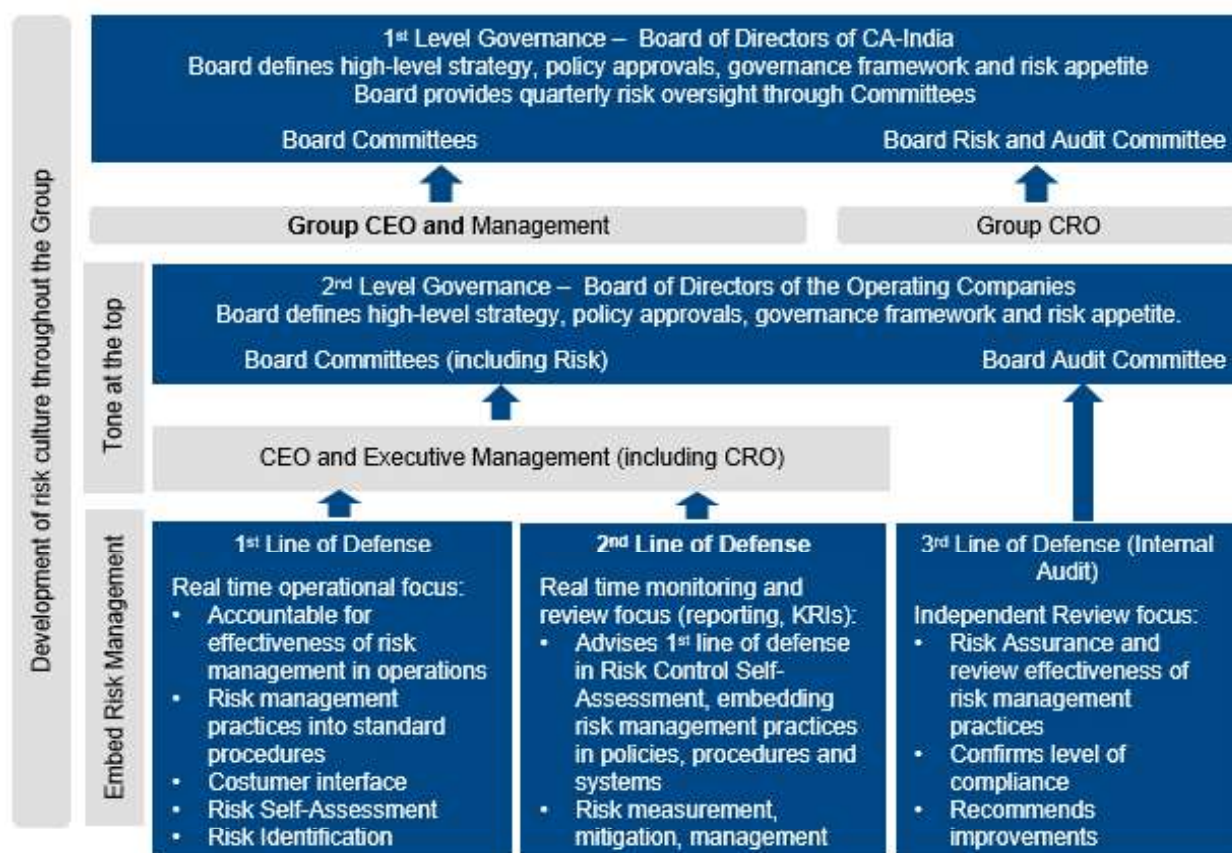 Development of risk culture throughout the Group
1st Level Governance – Board of Directors of CA-India
Board defines high-level strategy, policy approvals, governance framework and risk appetite
Board provides quarterly risk oversight through Committees
Board Committees
Board Risk and Audit Committee
Group CEO and Management
Group CRO
Tone at the top
2nd Level Governance – Board of Directors of the Operating Companies
Board defines high-level strategy, policy approvals, governance framework and risk appetite.
Board Committees (including Risk)
Board Audit Committee
CEO and Executive Management (including CRO)
Embed Risk Management
1st Line of Defense
Real time operational focus:
• Accountable for
effectiveness of risk
management in operations
• Risk management
practices into standard
procedures
• Costumer interface
• Risk Self-Assessment
• Risk Identification
2nd Line of Defense
Real time monitoring and
review focus (reporting, KRIs):
• Advises 1st line of defense
in Risk Control Self-
Assessment, embedding
risk management practices
in policies, procedures and
systems
• Risk measurement,
mitigation, management
3rd Line of Defense (Internal
Audit)
Independent Review focus:
• Risk Assurance and
review effectiveness of
risk management
practices
• Confirms level of
compliance
• Recommends
improvements